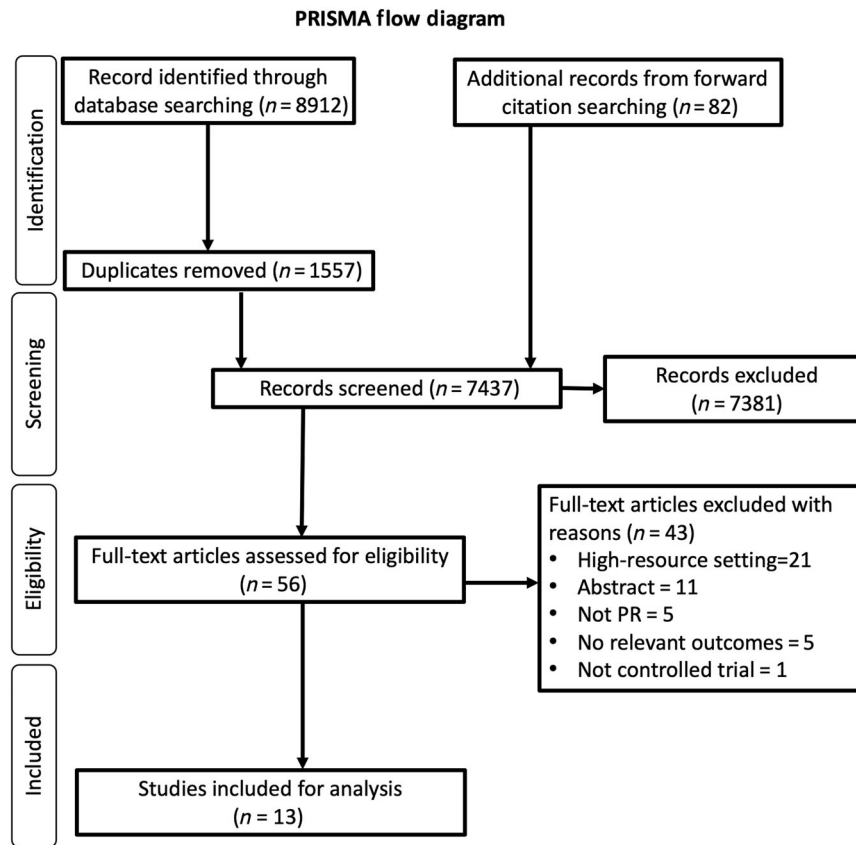 PRISMA flow diagram
Identification
Record identified through
database searching (n = 8912)
Additional records from forward
citation searching (n = 82)
Duplicates removed (n = 1557)
Screening
Records screened (n = 7437)
Records excluded
(n = 7381)
Eligibility
Full-text articles assessed for eligibility
(n = 56)
Full-text articles excluded with
reasons (n = 43)
• High-resource setting=21
• Abstract = 11
• Not PR = 5
• No relevant outcomes = 5
• Not controlled trial = 1
Included
Studies included for analysis
(n = 13)